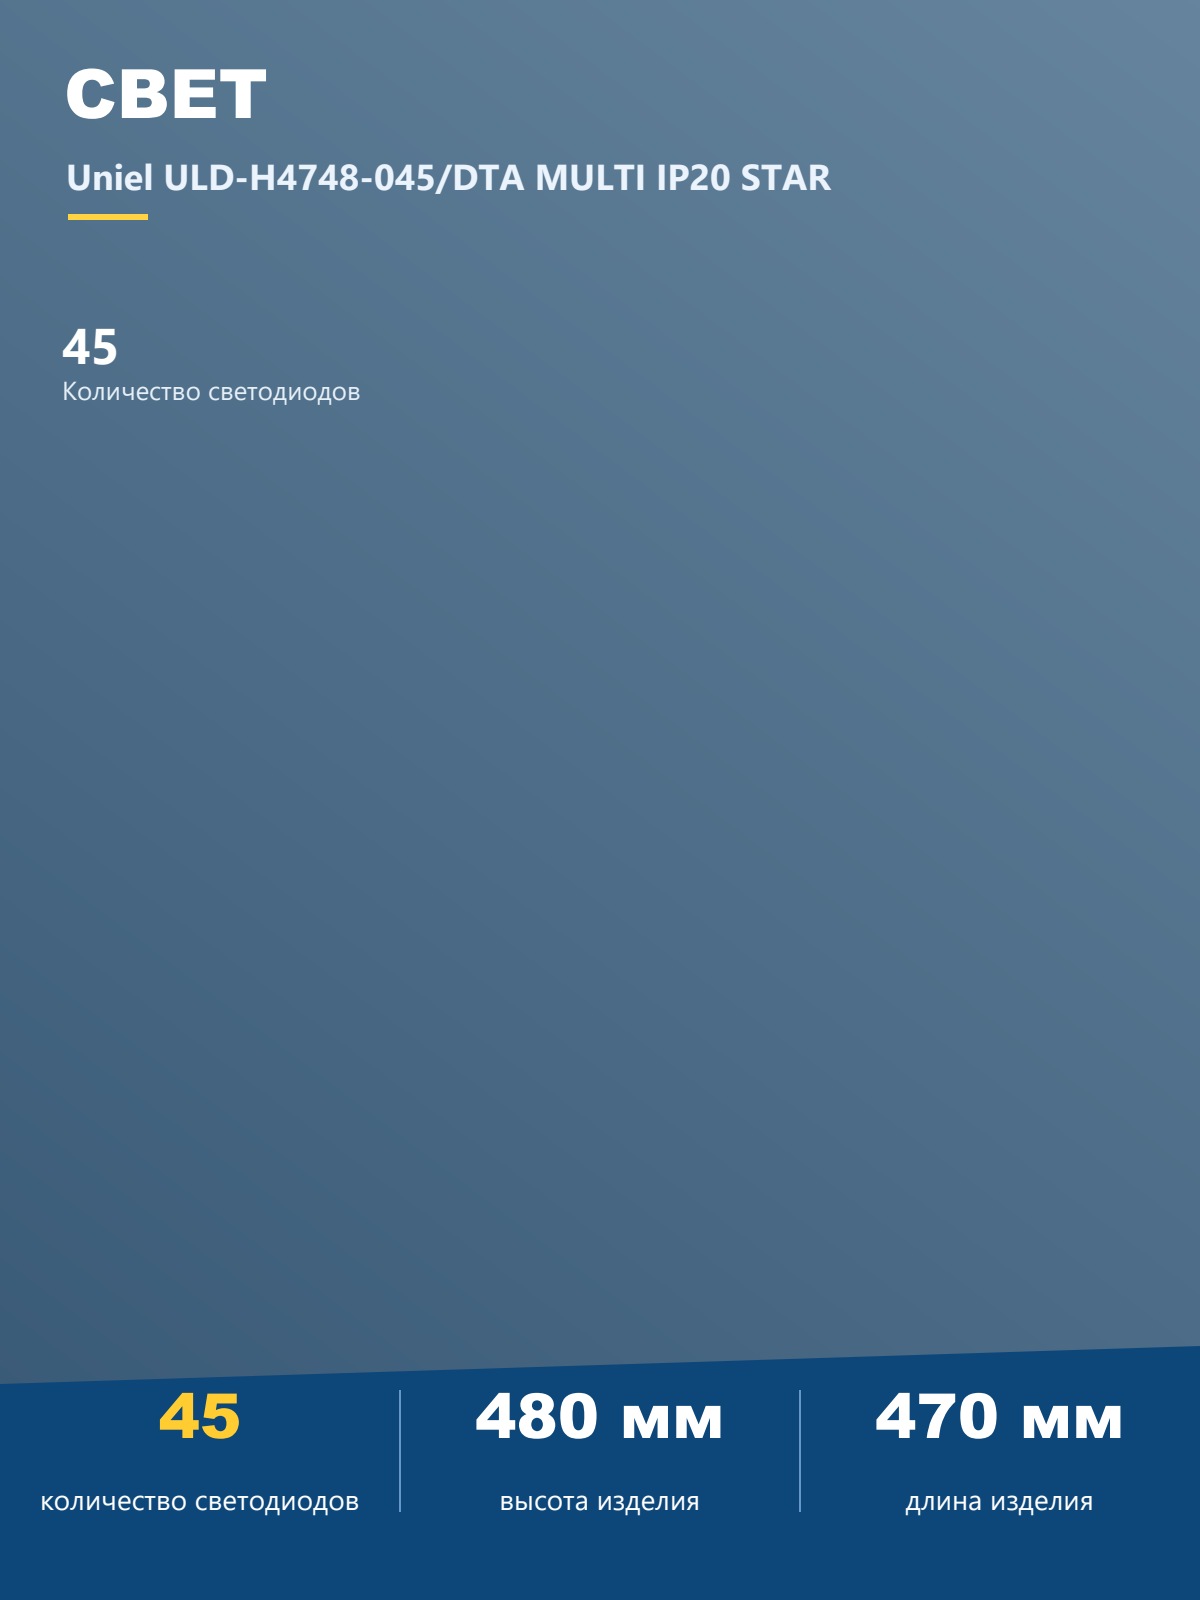 СВЕТ
Uniel ULD-H4748-045/DTA MULTI IP20 STAR
45
Количество светодиодов
45
количество светодиодов
480 мм
высота изделия
470 мм
длина изделия